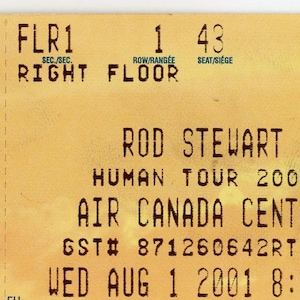 FLR1 1 43
SEC./SEC. ROW/RANGÉE SEAT/SIÈGE
RIGHT FLOOR
ROD STEWART
HUMAN TOUR 200
AIR CANADA CENT
GST# 871260642RT
WED AUG 1 2001 8: